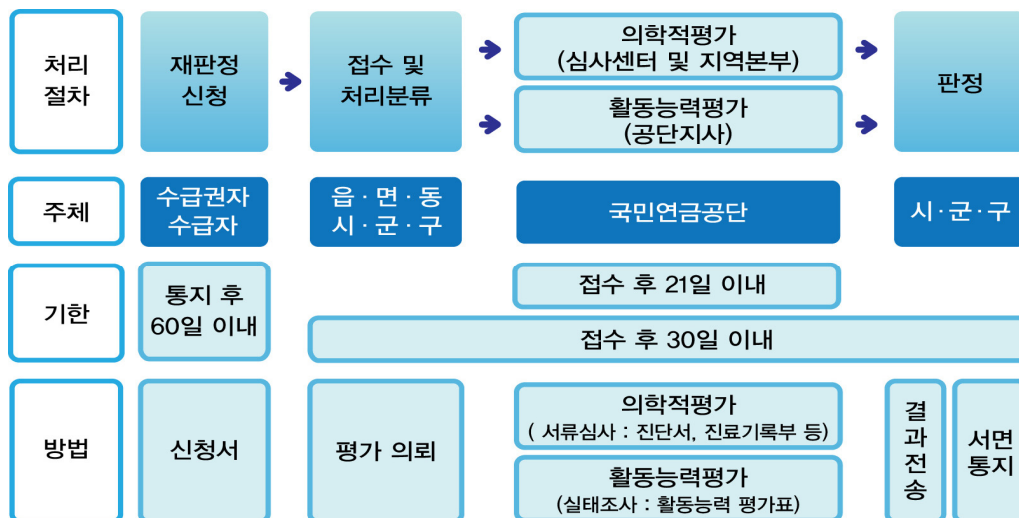 처리
절차
재판정
신청
접수 및
처리분류
의학적평가
(심사센터 및 지역본부)
활동능력평가
(공단지사)
판정
주체
수급권자
수급자
읍·면·동
시·군·구
국민연금공단
시·군·구
기한
통지 후
60일 이내
접수 후 21일 이내
접수 후 30일 이내
방법
신청서
평가 의뢰
의학적평가
( 서류심사 : 진단서, 진료기록부 등)
활동능력평가
(실태조사 : 활동능력 평가표)
결
과
전
송
서면
통지